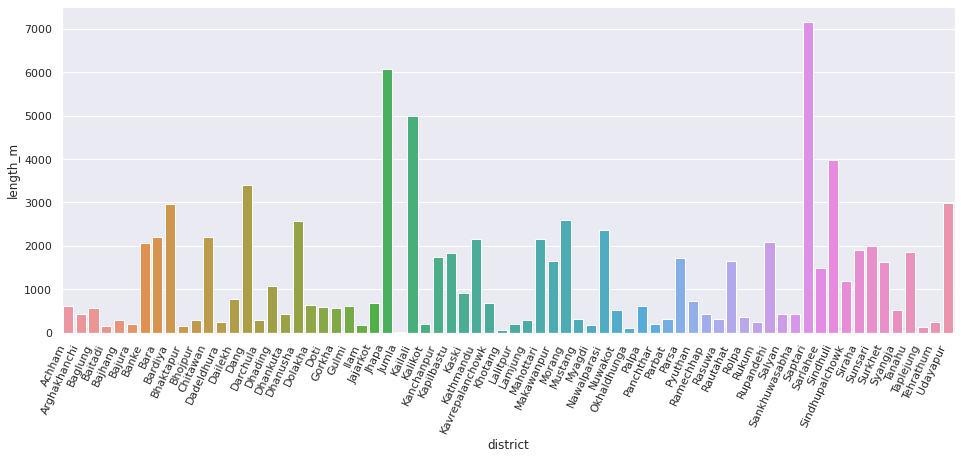 7000
6000
5000
4000
3000
2000
1000
0
length_m
Achham
Arghakhanchi
Baglung
Baitadi
Bajhang
Bajura
Banke
Bara
Bardiya
Bhaktapur
Bhojpur
Chitawan
Dadeldhura
Dailekh
Dang
Darchula
Dhading
Dhankuta
Dhanusha
Dolakha
Doti
Gorkha
Gulmi
Ilam
Jajarkot
Jhapa
Jumla
Kailali
Kalikot
Kanchanpur
Kapilbastu
Kaski
Kathmandu
Kavrepalanchowk
Khotang
Lalitpur
Lamjung
Mahottari
Makawanpur
Morang
Mustang
Myagdi
Nawalparasi
Nuwakot
Okhaldhunga
Palpa
Panchthar
Parbat
Parsa
Pyuthan
Ramechhap
Rasuwa
Rautahat
Rolpa
Rukum
Rupandehi
Salyan
Sankhuwasabha
Saptari
Sarlahee
Sindhuli
Sindhupalchowk
Siraha
Sunsari
Surkhet
Syangja
Tanahu
Taplejung
Tehrathum
Udayapur
district